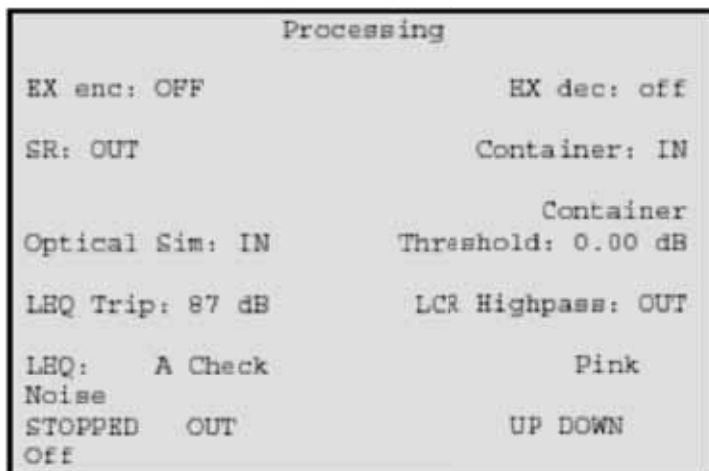 Processing
EX enc: OFF EX dec: off
SR: OUT Container: IN
Container
Optical Sim: IN Threshold: 0.00 dB
LEQ Trip: 87 dB LCR Highpass: OUT
LEQ: A Check Pink
Noise
STOPPED OUT UP DOWN
Off